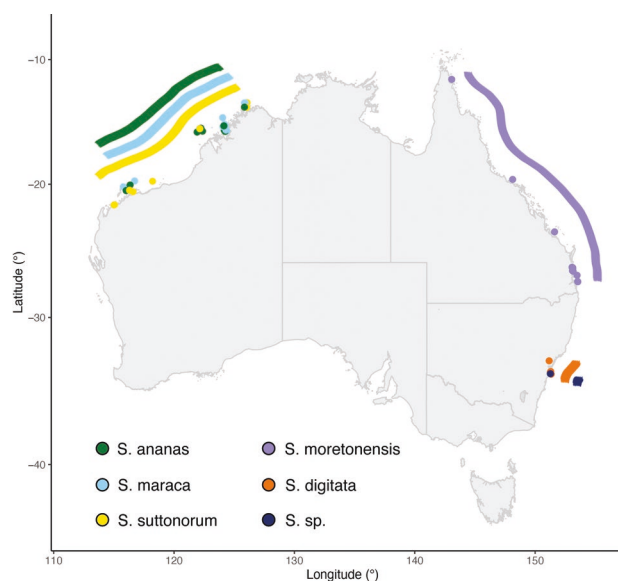 −10
−20
−30
−40
Latitude (°)
S. ananas
S. maraca
S. suttonorum
S. moretonensis
S. digitata
S. sp.
110 120 130 140 150
Longitude (°)